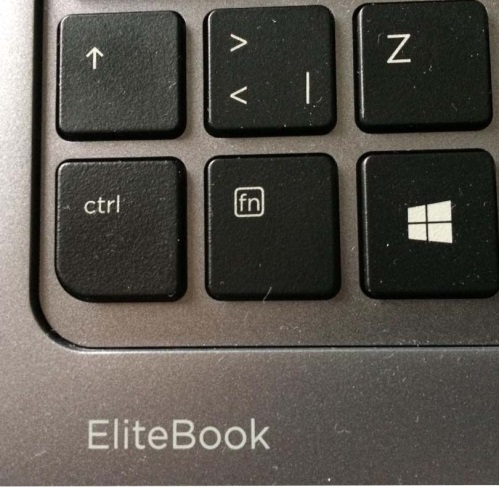 ↑ > Z
< |
ctrl fn
EliteBook